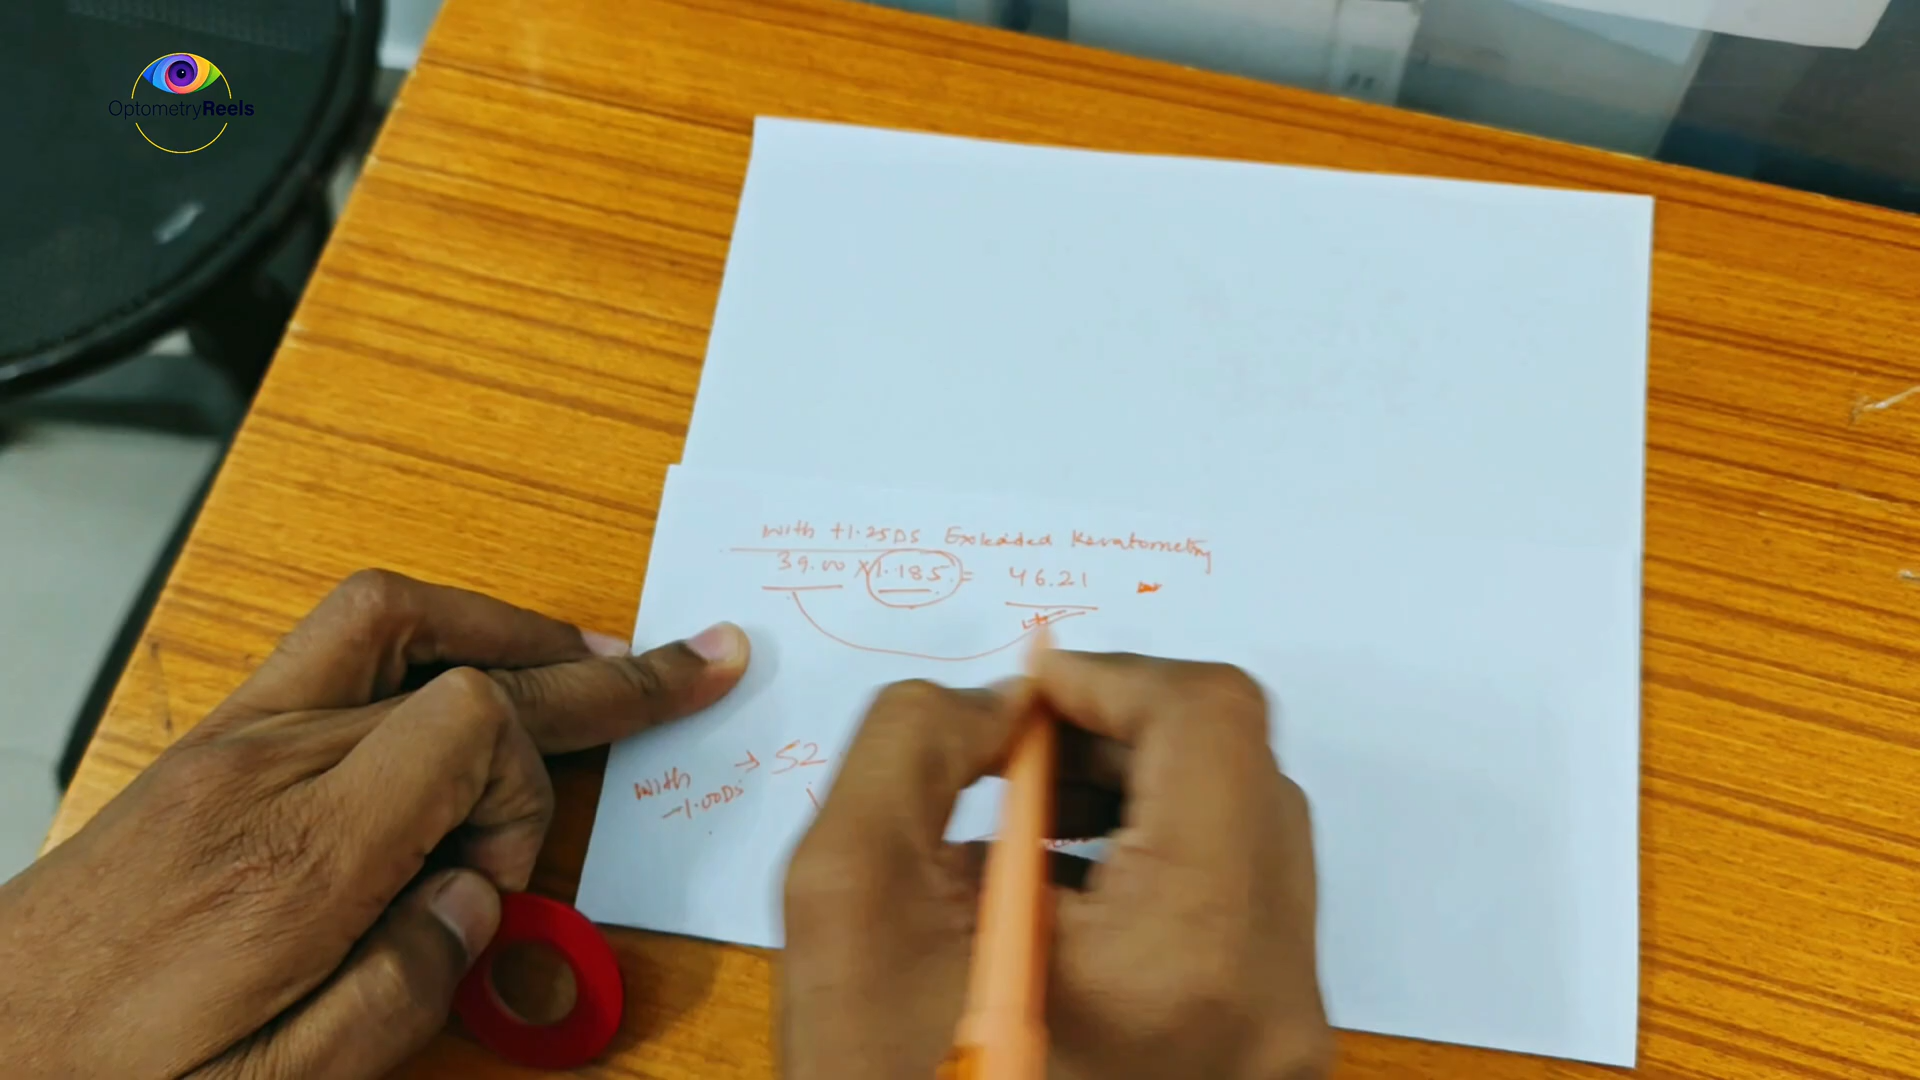 OptometryReels
With +1.25DS Extended Keratometry
39.00 X 1.185 = 46.21
With → 52
-1.00DS